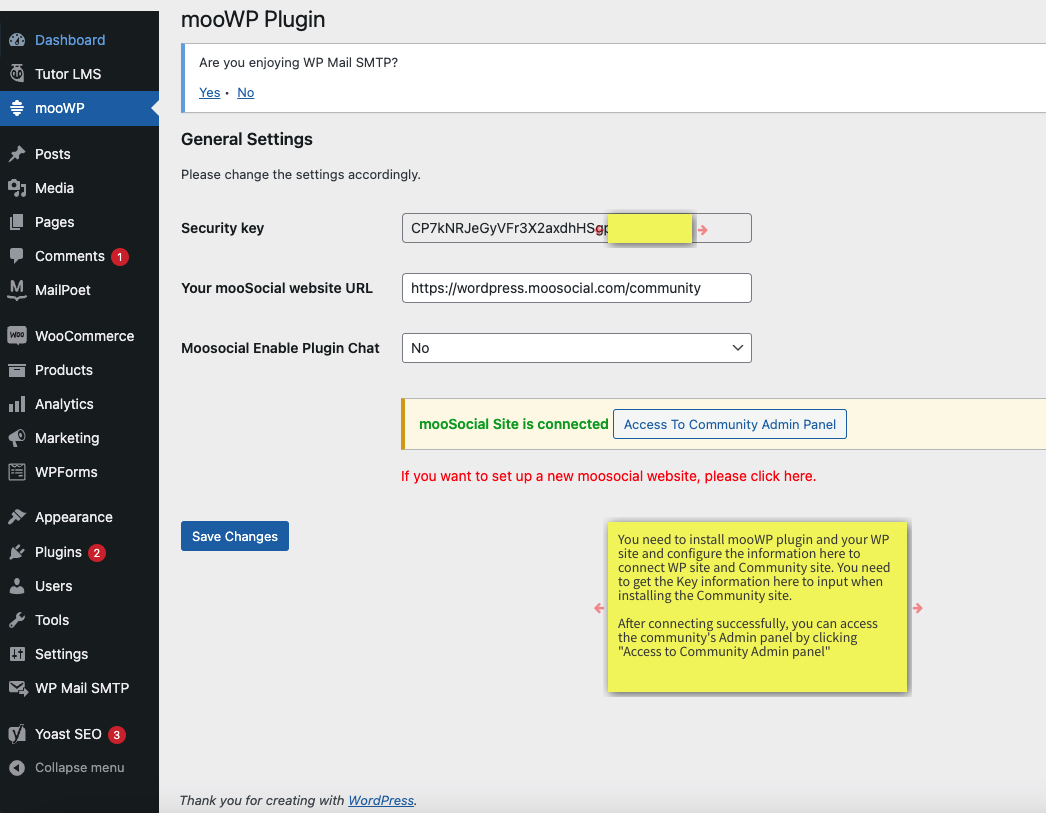 mooWP Plugin
Dashboard
Tutor LMS
mooWP
Posts
Media
Pages
Comments 1
MailPoet
WooCommerce
Products
Analytics
Marketing
WPForms
Appearance
Plugins 2
Users
Tools
Settings
WP Mail SMTP
Yoast SEO 3
Collapse menu
Are you enjoying WP Mail SMTP?
Yes • No
General Settings
Please change the settings accordingly.
Security key
CP7kNRJeGyVFr3X2axdhHSgp
Your mooSocial website URL
https://wordpress.moosocial.com/community
Moosocial Enable Plugin Chat
No
mooSocial Site is connected Access To Community Admin Panel
If you want to set up a new moosocial website, please click here.
Save Changes
You need to install mooWP plugin and your WP
site and configure the information here to
connect WP site and Community site. You need
to get the Key information here to input when
installing the Community site.
After connecting successfully, you can access
the community's Admin panel by clicking
"Access to Community Admin panel"
Thank you for creating with WordPress.